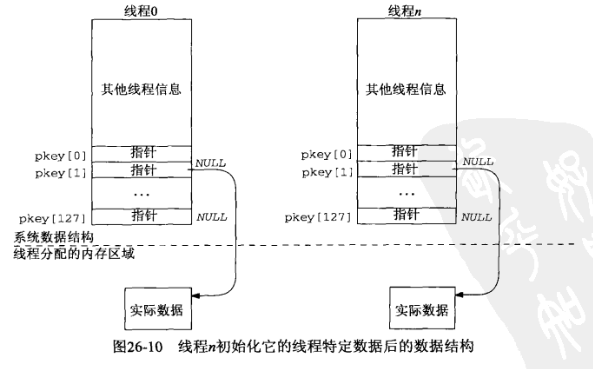 线程0
线程n
其他线程信息
其他线程信息
pkey[0]
指针
NULL
pkey[0]
指针
NULL
pkey[1]
指针
pkey[1]
指针
...
...
pkey[127]
指针
NULL
pkey[127]
指针
NULL
系统数据结构
线程分配的内存区域
实际数据
实际数据
图26-10 线程n初始化它的线程特定数据后的数据结构